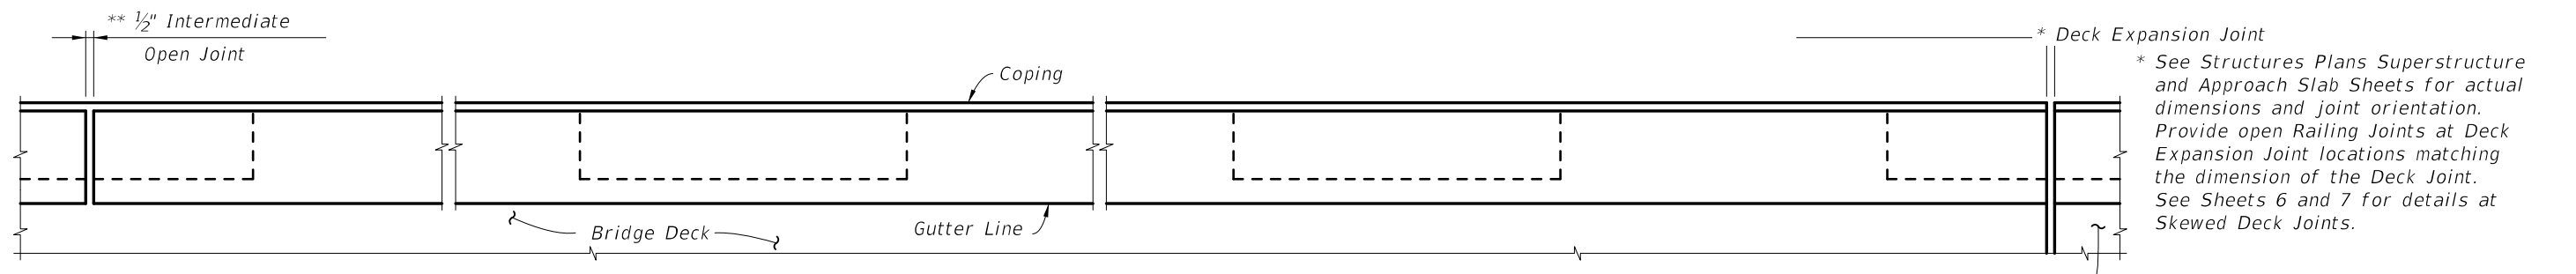 ** ½" Intermediate
Open Joint
Coping
* Deck Expansion Joint
* See Structures Plans Superstructure
and Approach Slab Sheets for actual
dimensions and joint orientation.
Provide open Railing Joints at Deck
Expansion Joint locations matching
the dimension of the Deck Joint.
See Sheets 6 and 7 for details at
Skewed Deck Joints.
Bridge Deck
Gutter Line